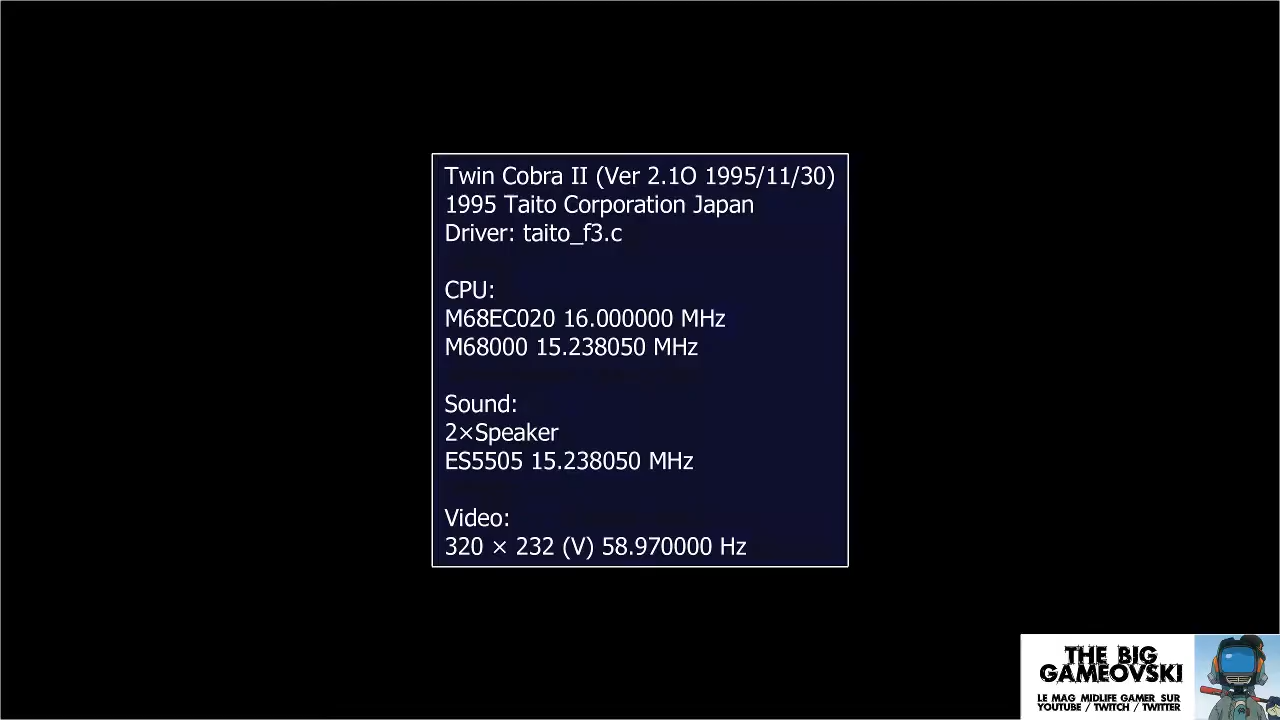 Twin Cobra II (Ver 2.1O 1995/11/30)
1995 Taito Corporation Japan
Driver: taito_f3.c
CPU:
M68EC020 16.000000 MHz
M68000 15.238050 MHz
Sound:
2×Speaker
ES5505 15.238050 MHz
Video:
320 × 232 (V) 58.970000 Hz
THE BIG
GAMEOVSKI
LE MAG MIDLIFE GAMER SUR
YOUTUBE / TWITCH / TWITTER